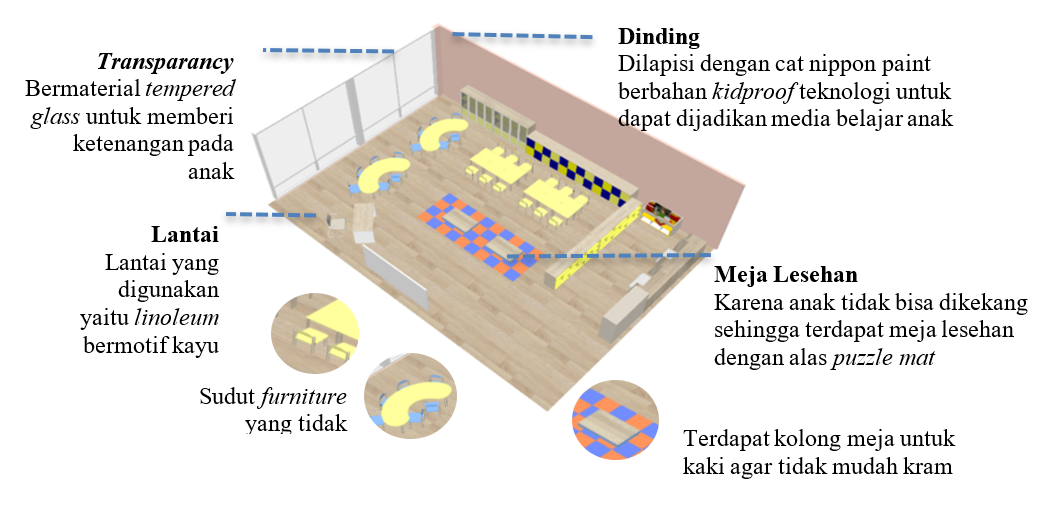 Transparancy
Bermaterial tempered
glass untuk memberi
ketenangan pada
anak
Dinding
Dilapisi dengan cat nippon paint
berbahan kidproof teknologi untuk
dapat dijadikan media belajar anak
Lantai
Lantai yang
digunakan
yaitu linoleum
bermotif kayu
Meja Lesehan
Karena anak tidak bisa dikekang
sehingga terdapat meja lesehan
dengan alas puzzle mat
Sudut furniture
yang tidak
Terdapat kolong meja untuk
kaki agar tidak mudah kram